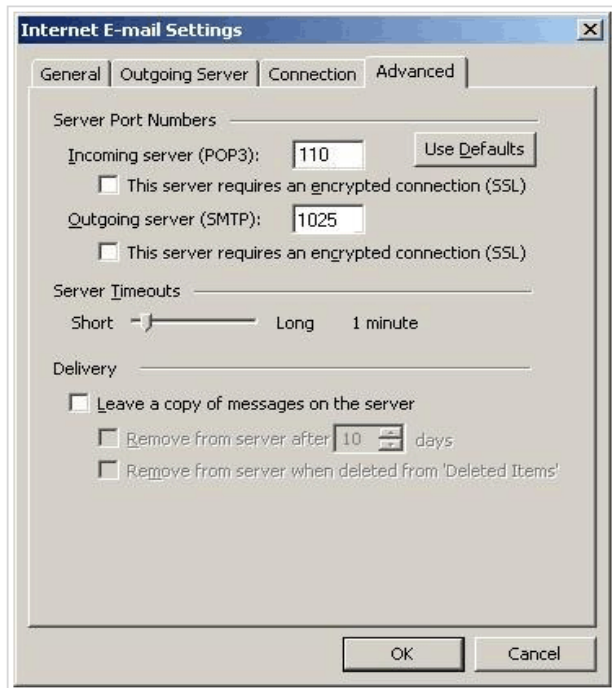 Internet E-mail Settings
General Outgoing Server Connection Advanced
Server Port Numbers
Incoming server (POP3): 110 Use Defaults
This server requires an encrypted connection (SSL)
Outgoing server (SMTP): 1025
This server requires an encrypted connection (SSL)
Server Timeouts
Short Long 1 minute
Delivery
Leave a copy of messages on the server
Remove from server after 10 days
Remove from server when deleted from 'Deleted Items'
OK Cancel